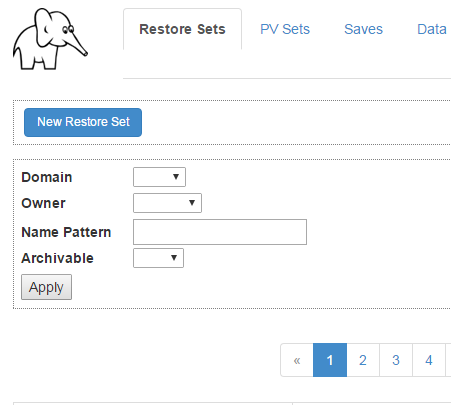 Restore Sets PV Sets Saves Data
New Restore Set
Domain
Owner
Name Pattern
Archivable
Apply
« 1 2 3 4